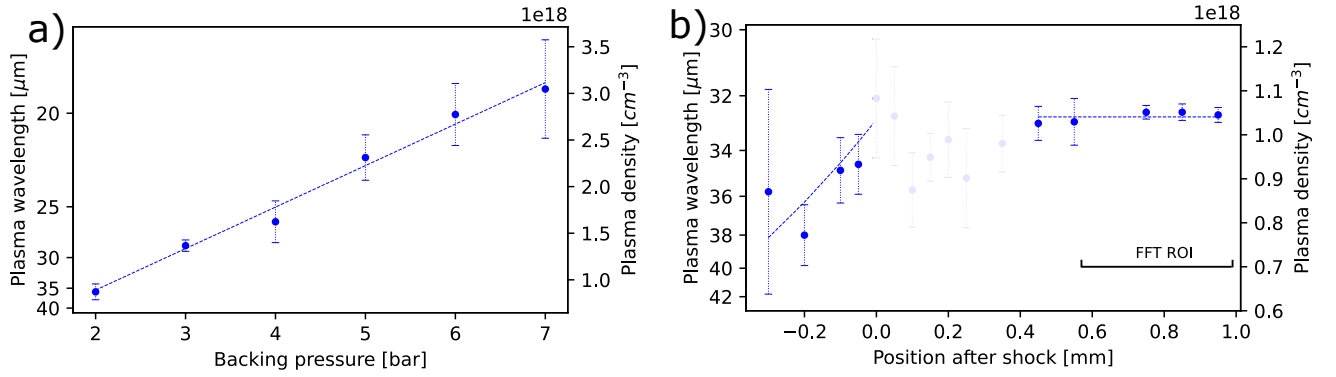 a)
1e18
Plasma wavelength [μm]
20
25
30
35
40
3.5
3.0
2.5
2.0
1.5
1.0
Plasma density [cm⁻³]
2 3 4 5 6 7
Backing pressure [bar]
b)
1e18
Plasma wavelength [μm]
30
32
34
36
38
40
42
1.2
1.1
1.0
0.9
0.8
0.7
0.6
Plasma density [cm⁻³]
FFT ROI
−0.2 0.0 0.2 0.4 0.6 0.8 1.0
Position after shock [mm]